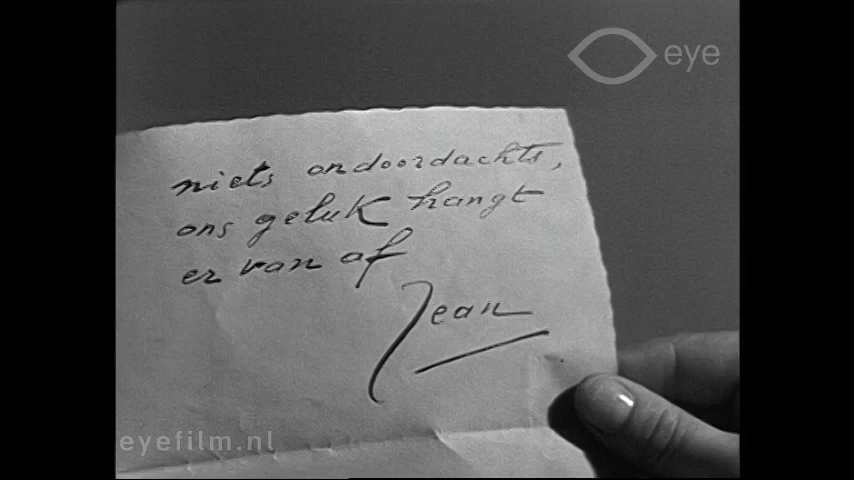 eye
niets ondoordachts,
ons geluk hangt
er van af
Jean
eyefilm.nl